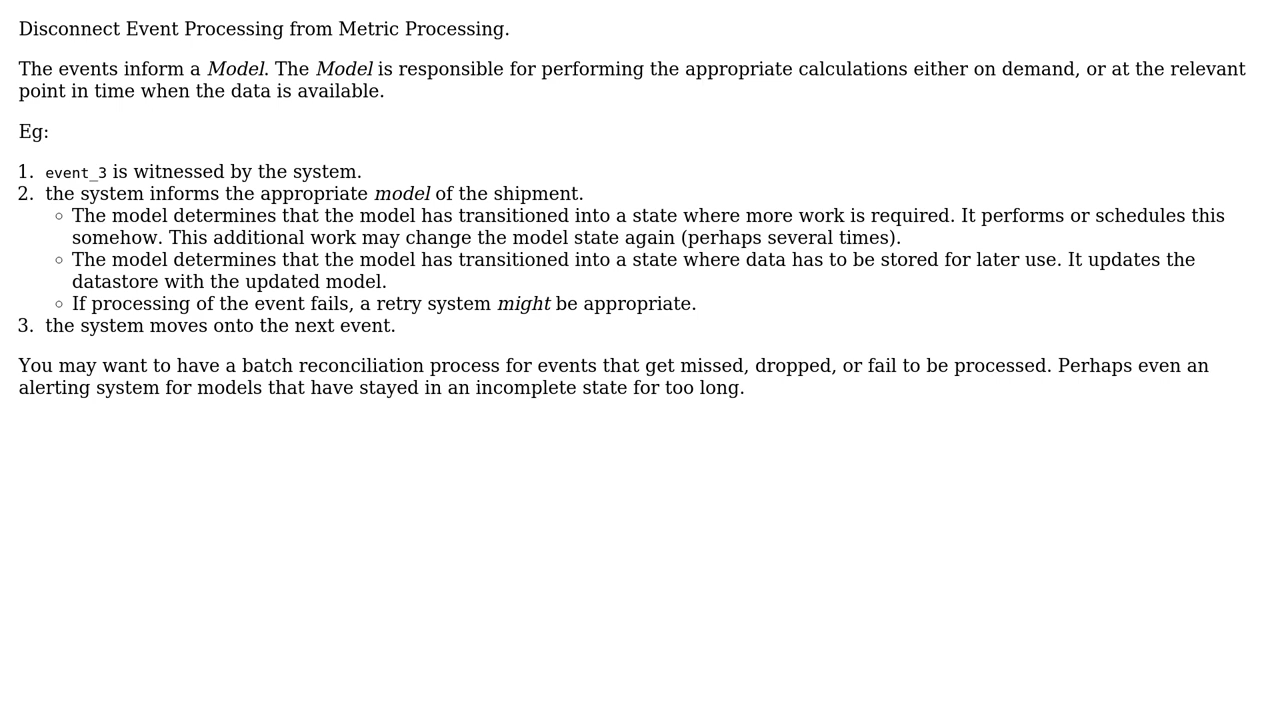 Disconnect Event Processing from Metric Processing.
The events inform a Model. The Model is responsible for performing the appropriate calculations either on demand, or at the relevant
point in time when the data is available.
Eg:
1. event_3 is witnessed by the system.
2. the system informs the appropriate model of the shipment.
◦ The model determines that the model has transitioned into a state where more work is required. It performs or schedules this
somehow. This additional work may change the model state again (perhaps several times).
◦ The model determines that the model has transitioned into a state where data has to be stored for later use. It updates the
datastore with the updated model.
◦ If processing of the event fails, a retry system might be appropriate.
3. the system moves onto the next event.
You may want to have a batch reconciliation process for events that get missed, dropped, or fail to be processed. Perhaps even an
alerting system for models that have stayed in an incomplete state for too long.